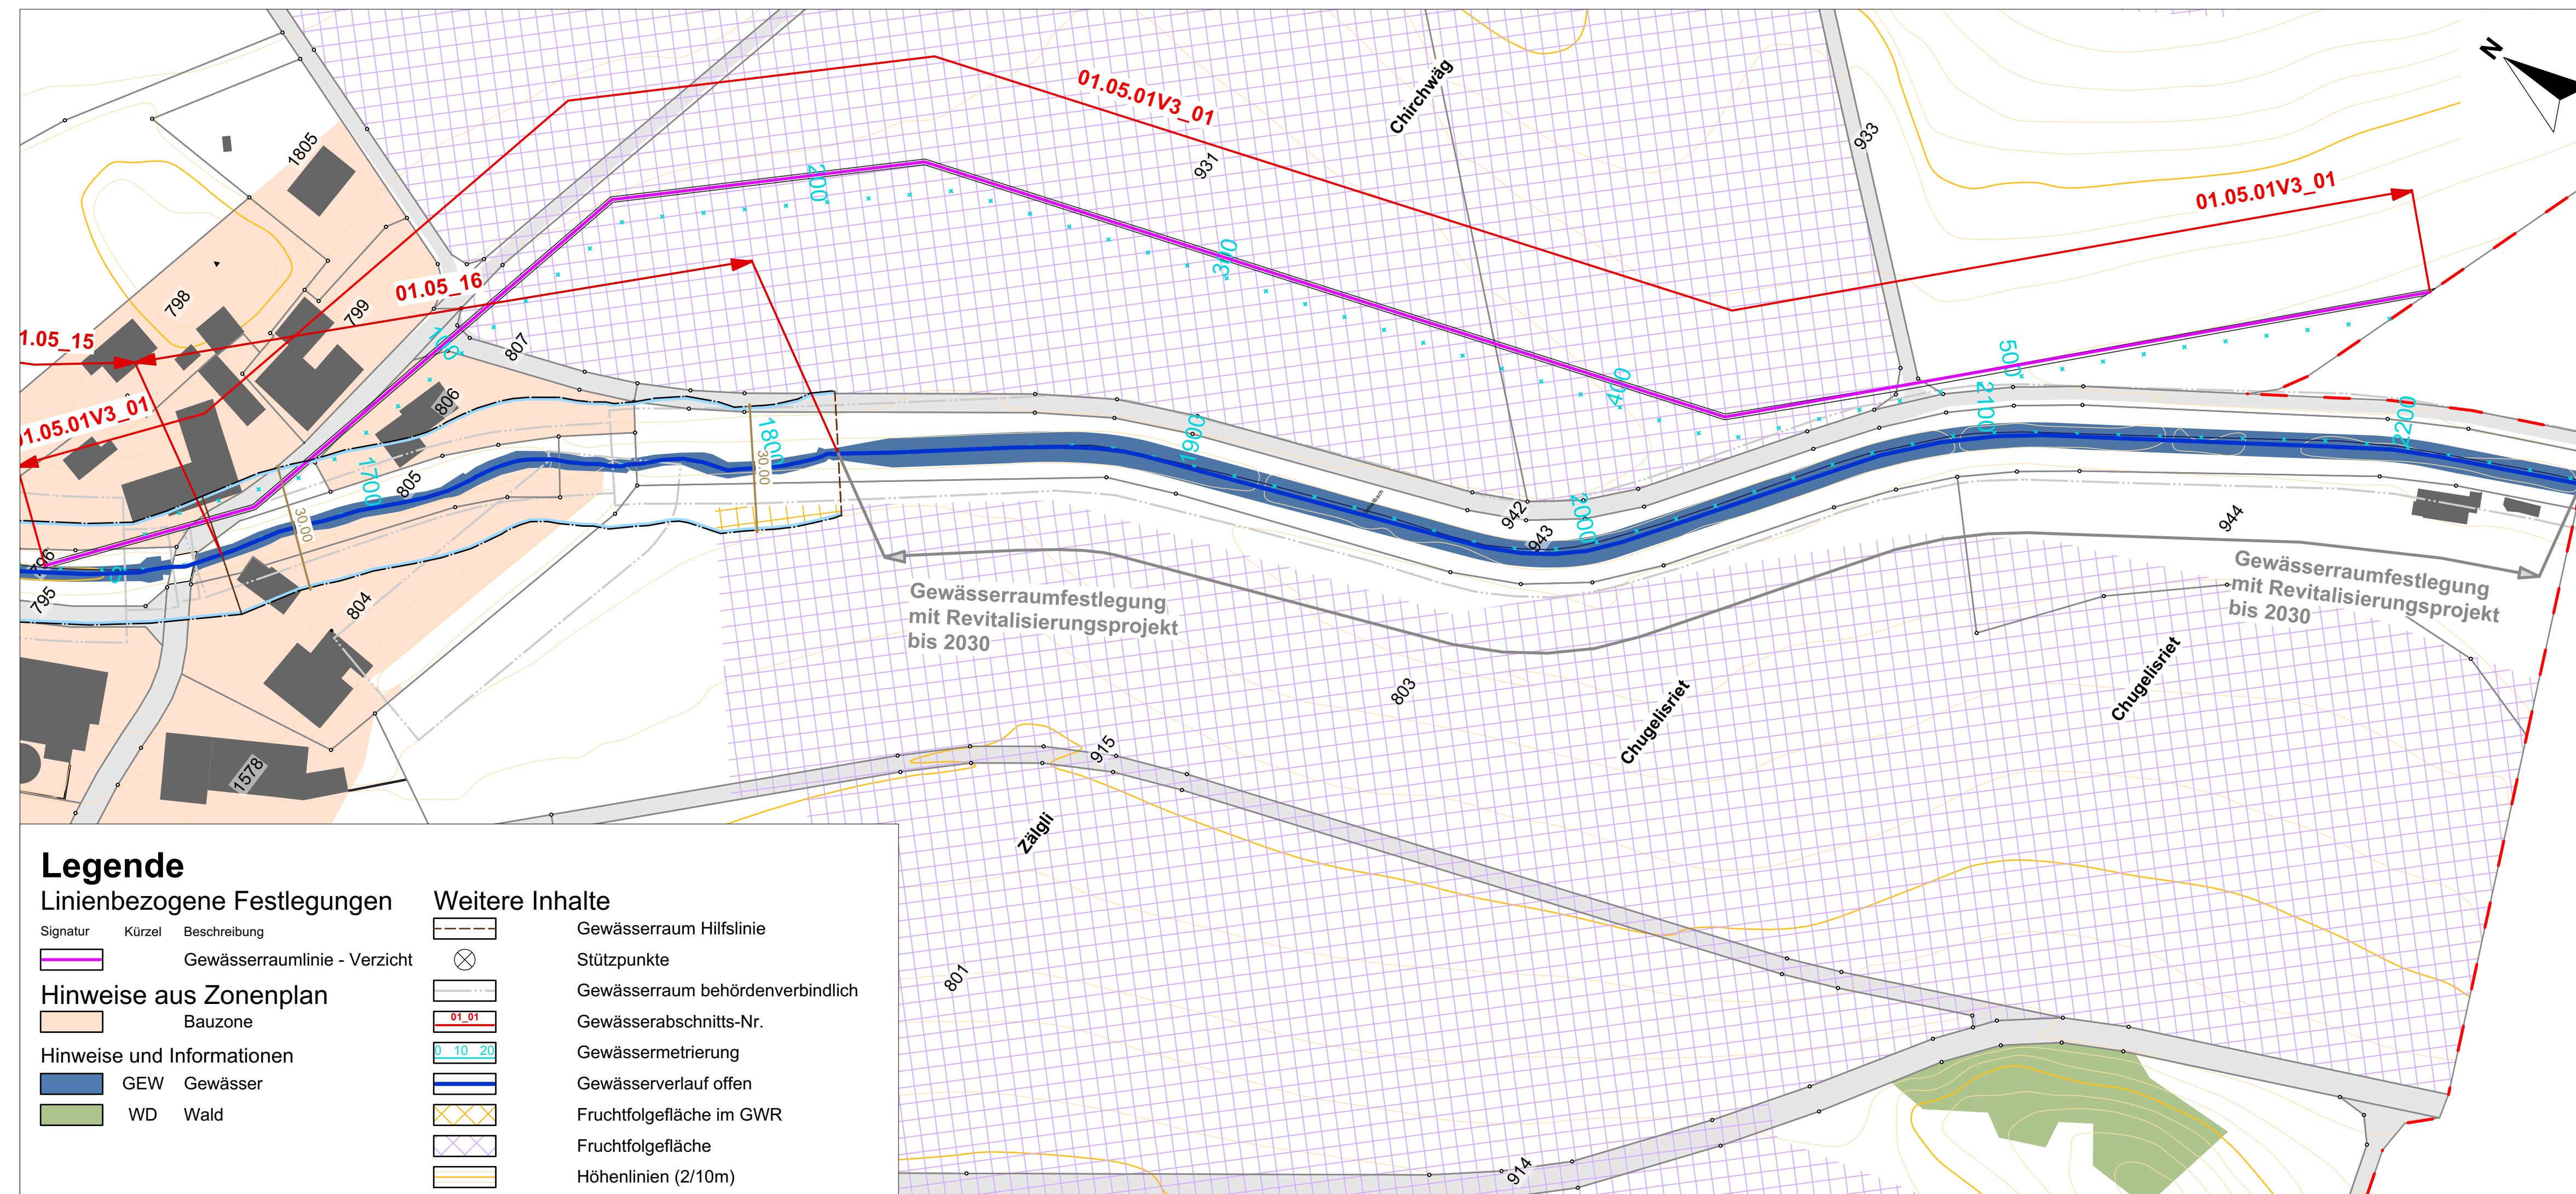 N
01.05.01V3_01
Chirchwäg
931
933
01.05.01V3_01
1805
200
798
799
01.05_16
300
1.05_15
100
807
806
400
500
2100
2200
01.05.01V3_01
1700
805
30.00
1800
30.00
1900
942
943
2000
944
796
795
804
Gewässerraumfestlegung
mit Revitalisierungsprojekt
bis 2030
Gewässerraumfestlegung
mit Revitalisierungsprojekt
bis 2030
803
Chugelisriet
Chugelisriet
915
1578
Zälgli
801
914
Legende
Linienbezogene Festlegungen
Signatur Kürzel Beschreibung
Gewässerraumlinie - Verzicht
Hinweise aus Zonenplan
Bauzone
Hinweise und Informationen
GEW Gewässer
WD Wald
Weitere Inhalte
Gewässerraum Hilfslinie
Stützpunkte
Gewässerraum behördenverbindlich
01_01 Gewässerabschnitts-Nr.
0 10 20 Gewässermetrierung
Gewässerverlauf offen
Fruchtfolgefläche im GWR
Fruchtfolgefläche
Höhenlinien (2/10m)